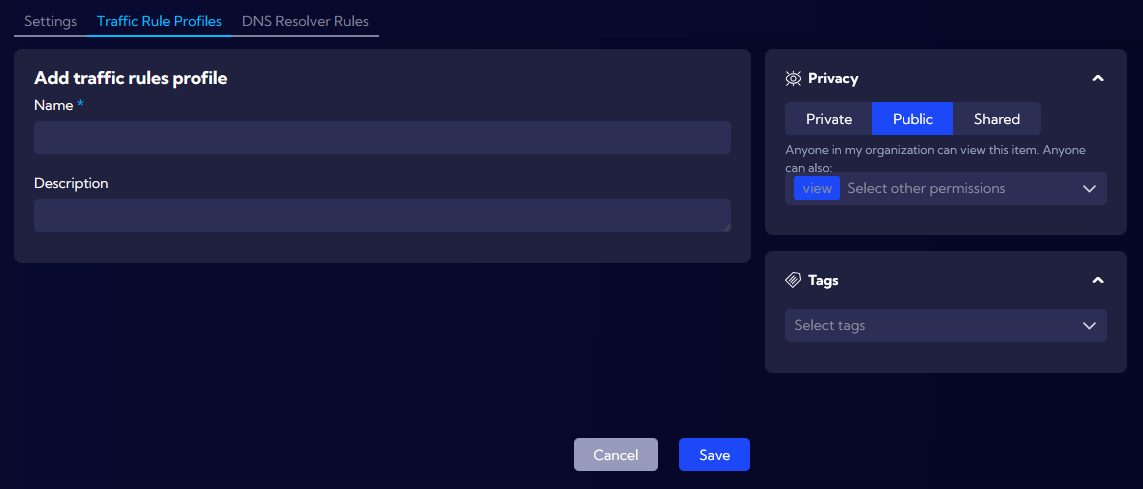 Settings Traffic Rule Profiles DNS Resolver Rules
Add traffic rules profile
Name *
Description
Cancel Save
Privacy
Private Public Shared
Anyone in my organization can view this item. Anyone
can also:
view Select other permissions
Tags
Select tags